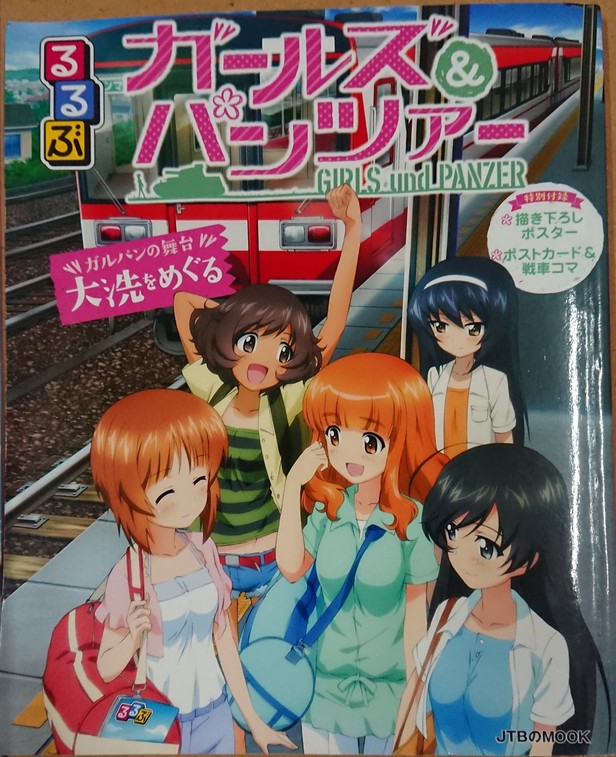 るるぶ
ガールズ&
パンツァー
GIRLS und PANZER
特別付録
描き下ろし
ポスター
ポストカード&
戦車コマ
ガルパンの舞台
大洗をめぐる
るるぶ
JTBのMOOK